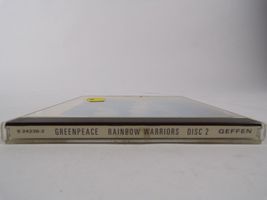 9 24236-2 GREENPEACE RAINBOW WARRIORS DISC 2 GEFFEN